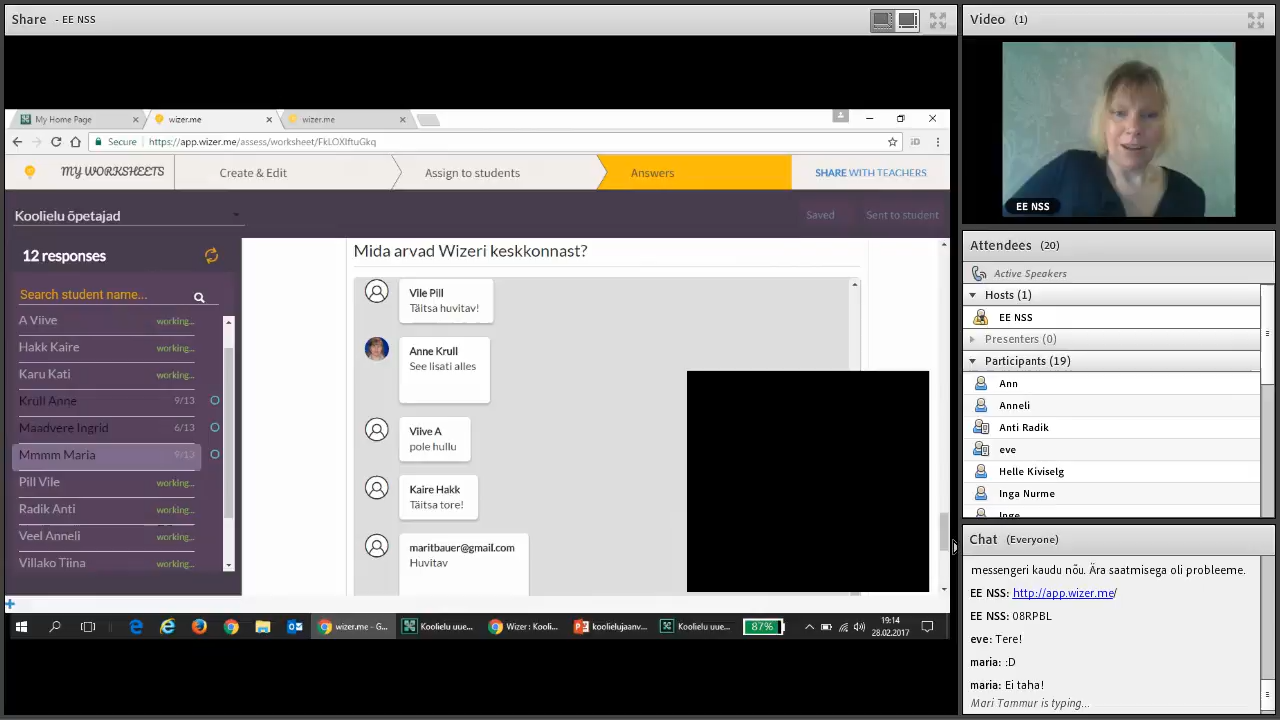 Share - EE NSS
My Home Page
wizer.me
wizer.me
Secure
https://app.wizer.me/assess/worksheet/FkLOXIftuGkq
MY WORKSHEETS
Create & Edit
Assign to students
Answers
SHARE WITH TEACHERS
Koolielu õpetajad
Saved
Sent to student
12 responses
Search student name...
A Viive working...
Hakk Kaire working...
Karu Kati working...
Krull Anne 9/13
Maadvere Ingrid 6/13
Mmmm Maria 9/13
Pill Vile working...
Radik Anti working...
Veel Anneli working...
Villako Tiina working...
Mida arvad Wizeri keskkonnast?
Vile Pill
Täitsa huvitav!
Anne Krull
See lisati alles
Viive A
pole hullu
Kaire Hakk
Täitsa tore!
maritbauer@gmail.com
Huvitav
wizer.me - G...
Koolielu uue...
Wizer: Kooli...
koolielujaanv...
Koolielu uue...
87%
19:14
28.02.2017
Video (1)
EE NSS
Attendees (20)
Active Speakers
Hosts (1)
EE NSS
Presenters (0)
Participants (19)
Ann
Anneli
Anti Radik
eve
Helle Kiviselg
Inga Nurme
Inge
Chat (Everyone)
messengeri kaudu nõu. Ära saatmisega oli probleeme.
EE NSS: http://app.wizer.me/
EE NSS: 08RPBL
eve: Tere!
maria: :D
maria: Ei taha!
Mari Tammur is typing...